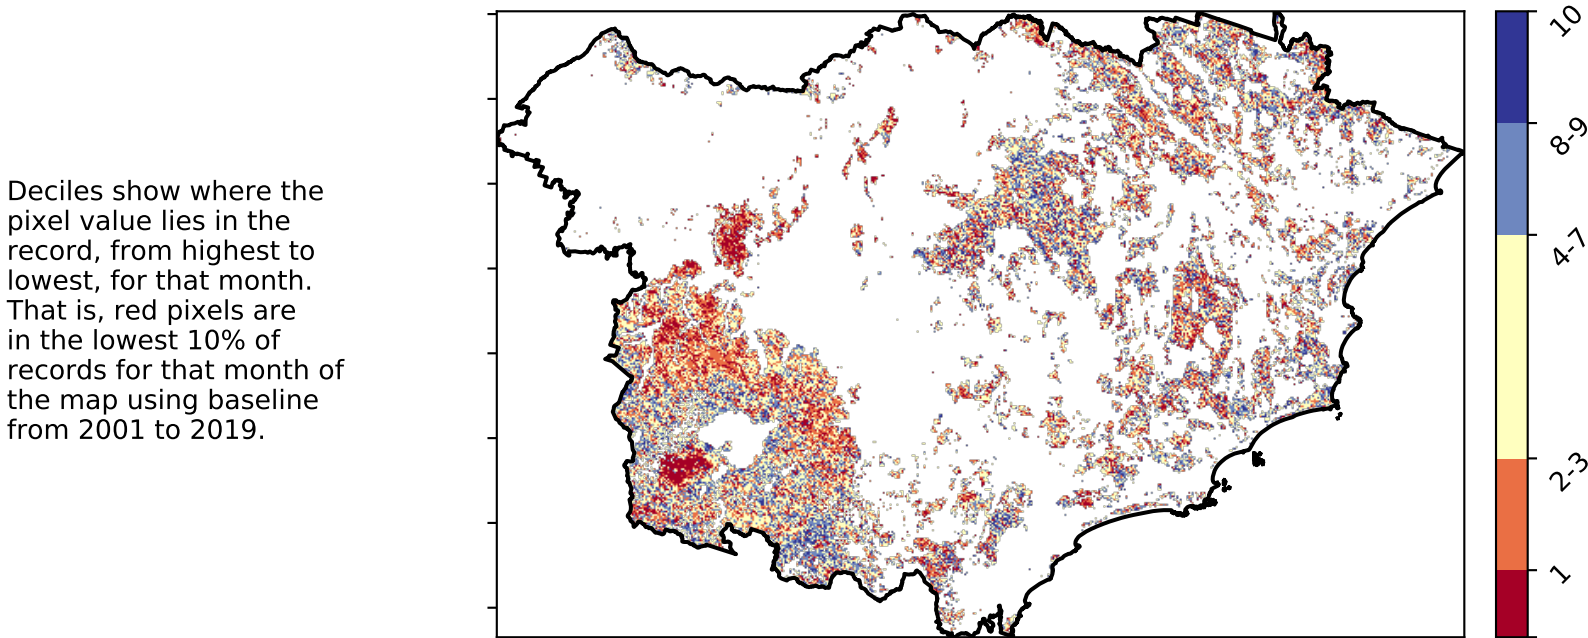 Deciles show where the
pixel value lies in the
record, from highest to
lowest, for that month.
That is, red pixels are
in the lowest 10% of
records for that month of
the map using baseline
from 2001 to 2019.
10
8-9
4-7
2-3
1